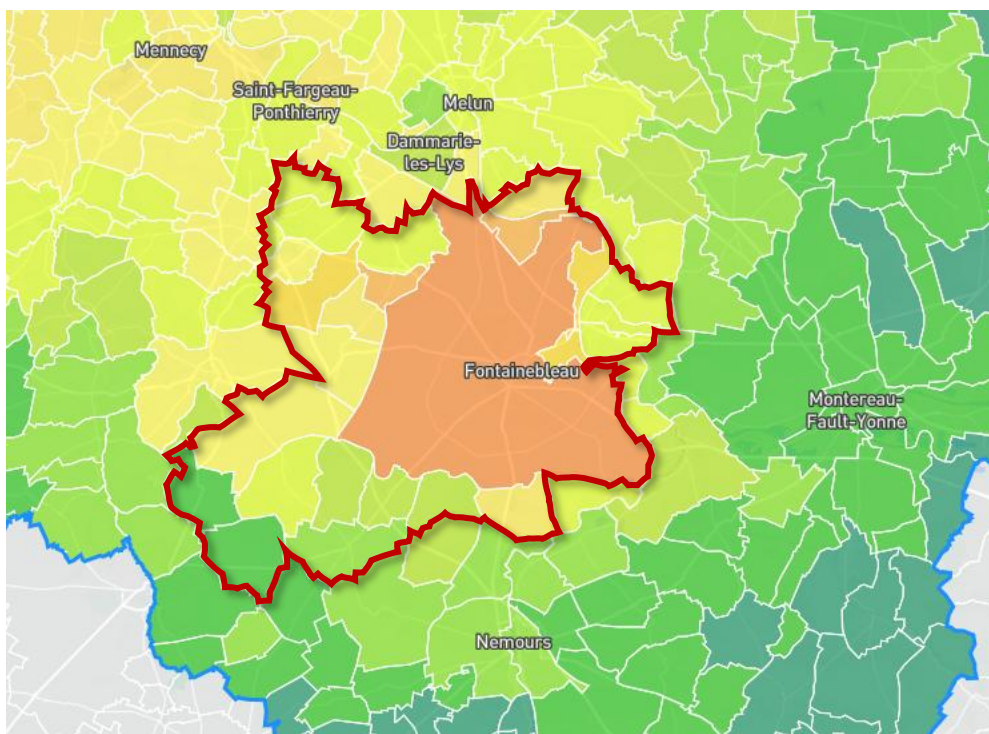 Mennecy
Saint-Fargeau-
Ponthierry
Melun
Dammarie-
les-Lys
Fontainebleau
Montereau-
Fault-Yonne
Nemours